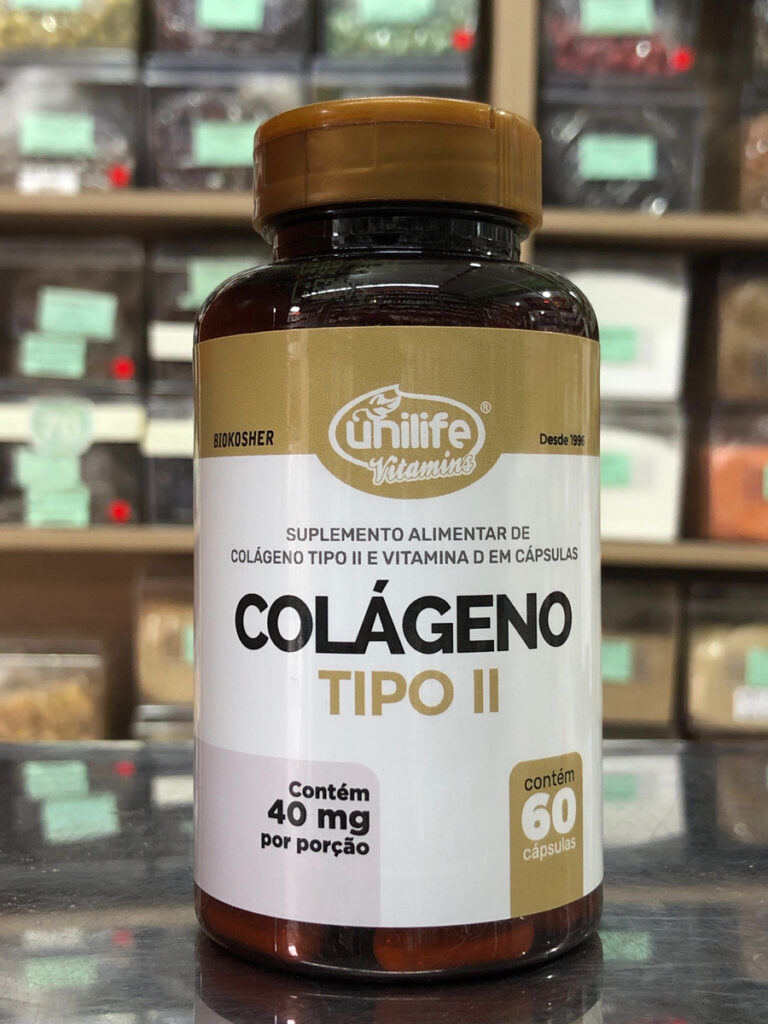 únilife®
Vitamins
BIOKOSHER
Desde 1996
SUPLEMENTO ALIMENTAR DE
COLÁGENO TIPO II E VITAMINA D EM CÁPSULAS
COLÁGENO
TIPO II
Contém
40 mg
por porção
contém
60
cápsulas